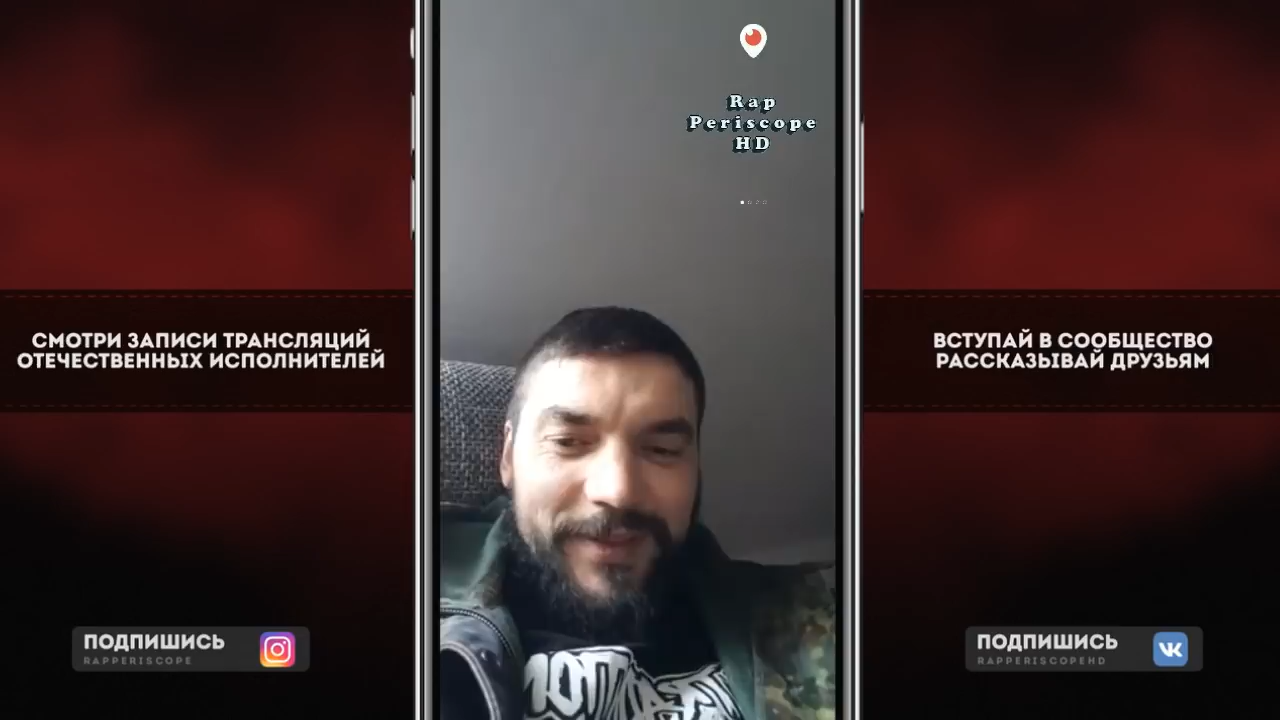 Rap
Periscope
HD
СМОТРИ ЗАПИСИ ТРАНСЛЯЦИЙ
ОТЕЧЕСТВЕННЫХ ИСПОЛНИТЕЛЕЙ
ВСТУПАЙ В СООБЩЕСТВО
РАССКАЗЫВАЙ ДРУЗЬЯМ
ПОДПИШИСЬ
RAPPERISCOPE
ПОДПИШИСЬ
RAPPERISCOPEHD